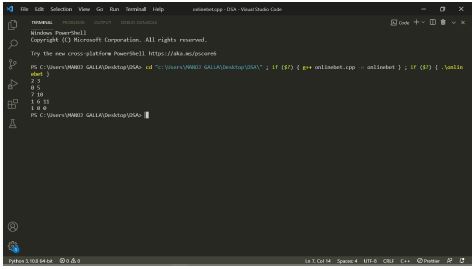 File Edit Selection View Go Run Terminal Help
onlinebet.cpp - DSA - Visual Studio Code
TERMINAL PROBLEMS OUTPUT DEBUG CONSOLE
Code
Windows PowerShell
Copyright (C) Microsoft Corporation. All rights reserved.
Try the new cross-platform PowerShell https://aka.ms/pscore6
PS C:\Users\MANOJ GALLA\Desktop\DSA> cd "c:\Users\MANOJ GALLA\Desktop\DSA\" ; if ($?) { g++ onlinebet.cpp -o onlinebet } ; if ($?) { .\onlin
ebet }
2 3
0 5
7 10
1 6 11
1 0 0
PS C:\Users\MANOJ GALLA\Desktop\DSA>
Python 3.10.8 64-bit 0 0 Ln 7, Col 14 Spaces: 4 UTF-8 CRLF C++ Prettier